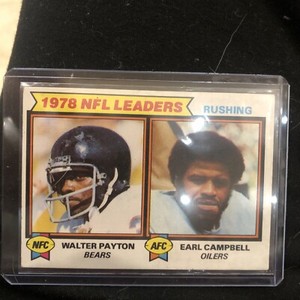 1978 NFL LEADERS
RUSHING
NFC
WALTER PAYTON
BEARS
AFC
EARL CAMPBELL
OILERS